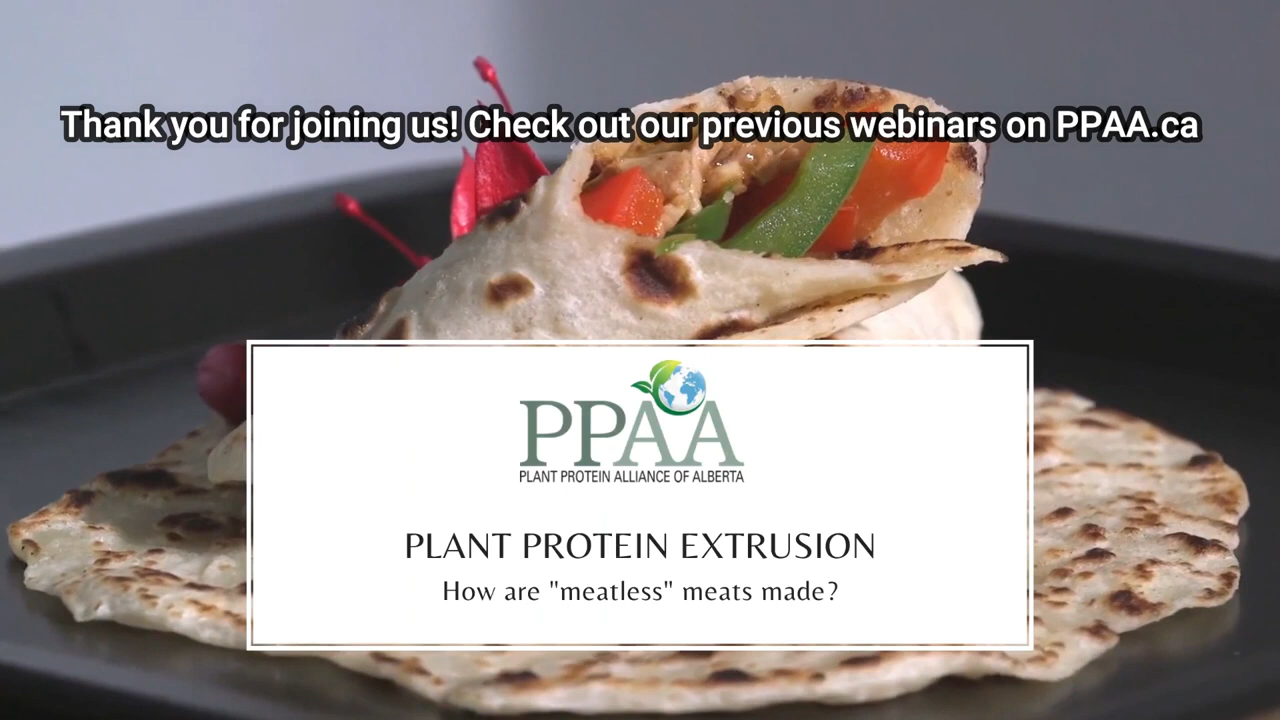 Thank you for joining us! Check out our previous webinars on PPAA.ca
PPAA
PLANT PROTEIN ALLIANCE OF ALBERTA
PLANT PROTEIN EXTRUSION
How are "meatless" meats made?